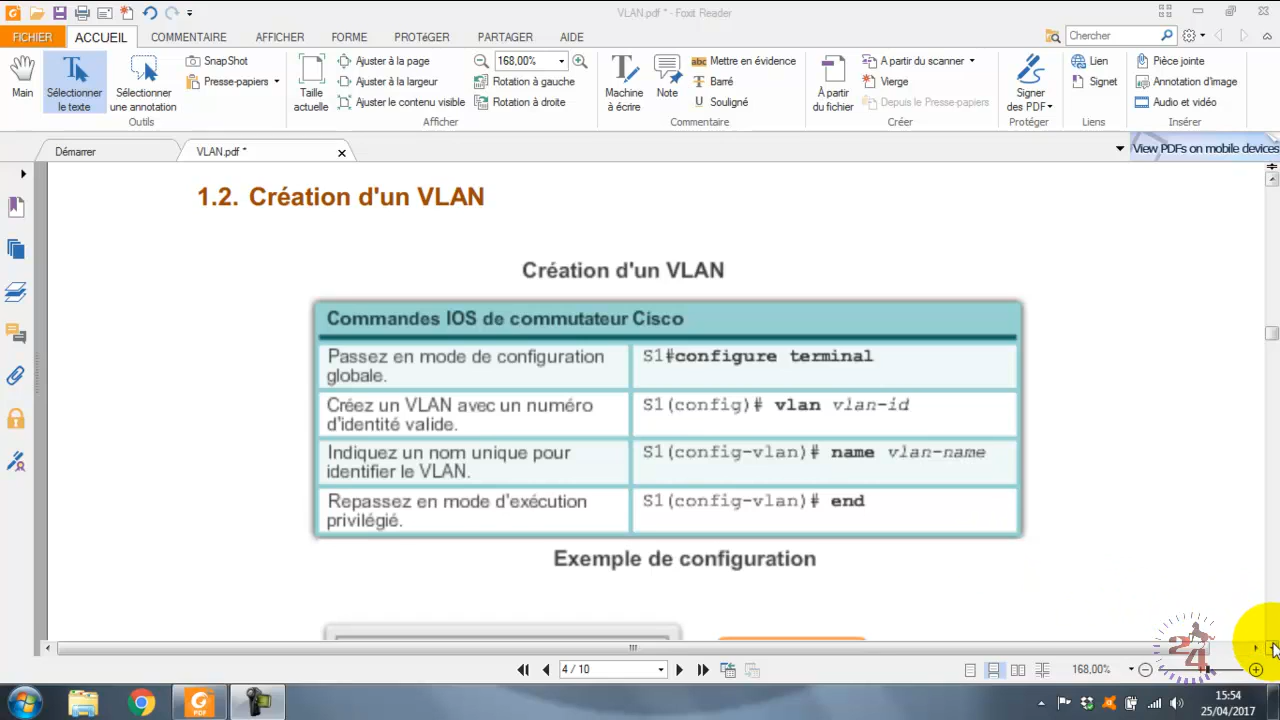 VLAN.pdf * - Foxit Reader
FICHIER ACCUEIL COMMENTAIRE AFFICHER FORME PROTéGER PARTAGER AIDE
Chercher
Main
Sélectionner le texte
Sélectionner une annotation
SnapShot
Presse-papiers
Outils
Taille actuelle
Ajuster à la page
Ajuster à la largeur
Ajuster le contenu visible
168,00%
Rotation à gauche
Rotation à droite
Afficher
Machine à écrire
Note
Mettre en évidence
Barré
Souligné
Commentaire
À partir du fichier
A partir du scanner
Vierge
Depuis le Presse-papiers
Créer
Signer des PDF
Protéger
Lien
Signet
Liens
Pièce jointe
Annotation d'image
Audio et vidéo
Insérer
Démarrer
VLAN.pdf *
View PDFs on mobile devices
1.2. Création d'un VLAN
Création d'un VLAN
Commandes IOS de commutateur Cisco
Passez en mode de configuration globale.
S1#configure terminal
Créez un VLAN avec un numéro d'identité valide.
S1(config)# vlan vlan-id
Indiquez un nom unique pour identifier le VLAN.
S1(config-vlan)# name vlan-name
Repassez en mode d'exécution privilégié.
S1(config-vlan)# end
Exemple de configuration
4 / 10
168,00%
24
15:54
25/04/2017